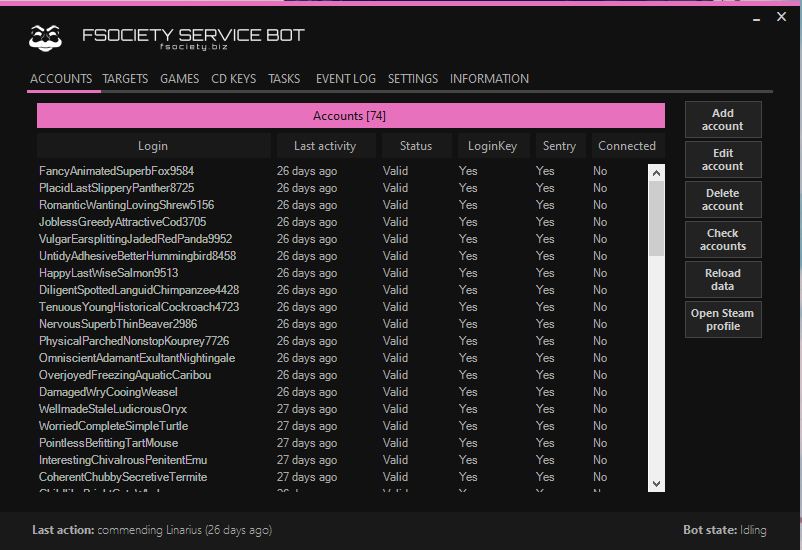 FSOCIETY SERVICE BOT
fsociety.biz
ACCOUNTS TARGETS GAMES CD KEYS TASKS EVENT LOG SETTINGS INFORMATION
Accounts [74]
Login Last activity Status LoginKey Sentry Connected
FancyAnimatedSuperbFox9584 26 days ago Valid Yes Yes No
PlacidLastSlipperyPanther8725 26 days ago Valid Yes Yes No
RomanticWantingLovingShrew5156 26 days ago Valid Yes Yes No
JoblessGreedyAttractiveCod3705 26 days ago Valid Yes Yes No
VulgarEarsplittingJadedRedPanda9952 26 days ago Valid Yes Yes No
UntidyAdhesiveBetterHummingbird8458 26 days ago Valid Yes Yes No
HappyLastWiseSalmon9513 26 days ago Valid Yes Yes No
DiligentSpottedLanguidChimpanzee4428 26 days ago Valid Yes Yes No
TenuousYoungHistoricalCockroach4723 26 days ago Valid Yes Yes No
NervousSuperbThinBeaver2986 26 days ago Valid Yes Yes No
PhysicalParchedNonstopKouprey7726 26 days ago Valid Yes Yes No
OmniscientAdamantExultantNightingale 26 days ago Valid Yes Yes No
OverjoyedFreezingAquaticCaribou 26 days ago Valid Yes Yes No
DamagedWryCooingWeasel 26 days ago Valid Yes Yes No
WellmadeStaleLudicrousOryx 27 days ago Valid Yes Yes No
WorriedCompleteSimpleTurtle 27 days ago Valid Yes Yes No
PointlessBefittingTartMouse 27 days ago Valid Yes Yes No
InterestingChivalrousPenitentEmu 27 days ago Valid Yes Yes No
CoherentChubbySecretiveTermite 27 days ago Valid Yes Yes No
Add account
Edit account
Delete account
Check accounts
Reload data
Open Steam profile
Last action: commending Linarius (26 days ago)
Bot state: Idling